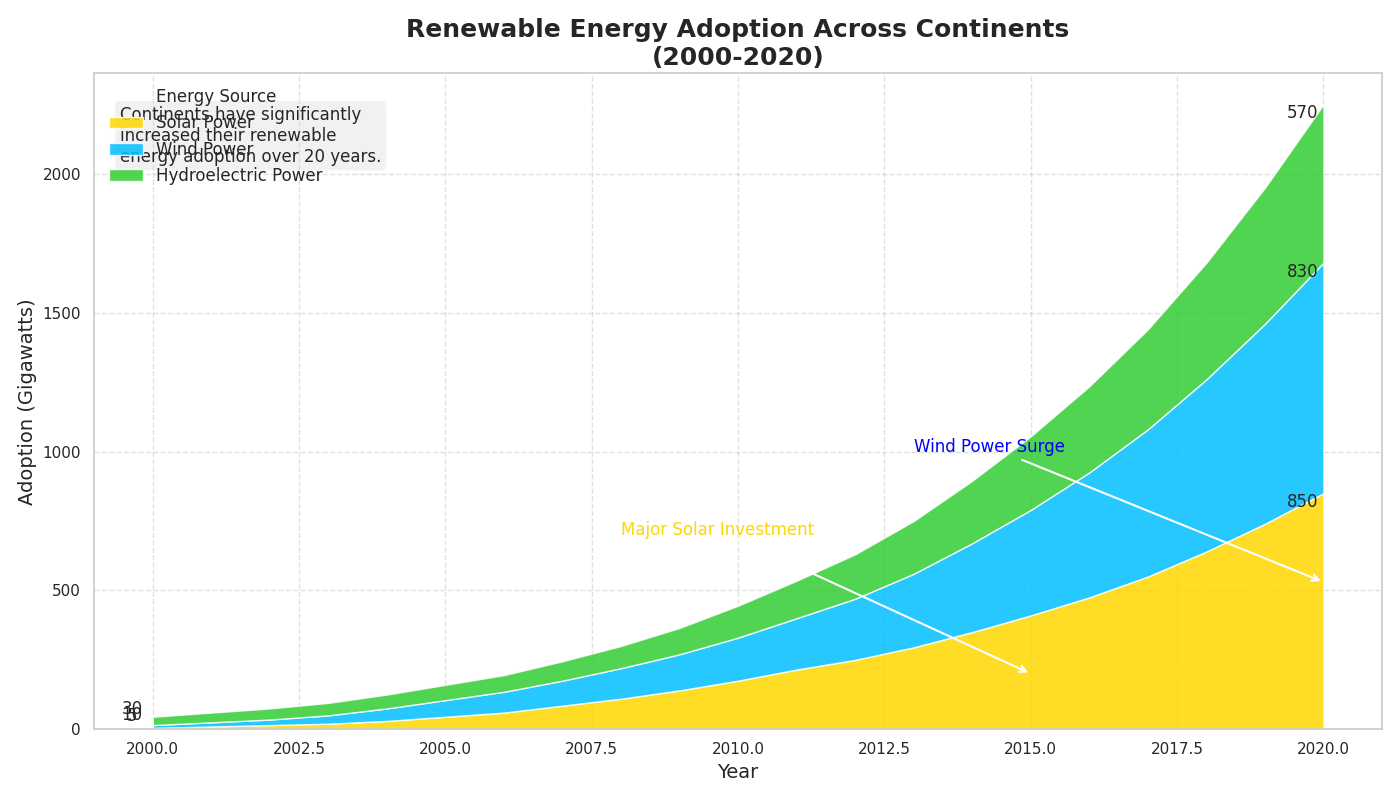 Renewable Energy Adoption Across Continents
(2000-2020)
Energy Source
Solar Power
Wind Power
Hydroelectric Power
Continents have significantly
increased their renewable
energy adoption over 20 years.
Adoption (Gigawatts)
2000
1500
1000
500
0
570
830
850
Wind Power Surge
Major Solar Investment
30
10
5
2000.0
2002.5
2005.0
2007.5
2010.0
2012.5
2015.0
2017.5
2020.0
Year